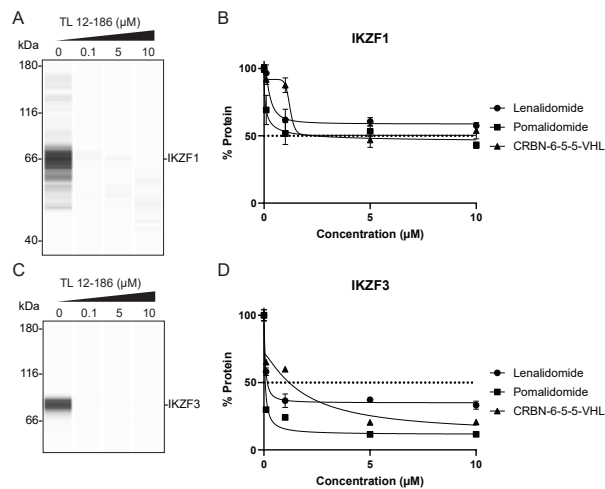 A
TL 12-186 (µM)
kDa
0 0.1 5 10
180-
116-
66-
-IKZF1
40-
B
IKZF1
% Protein
100
50
0
0 5 10
Concentration (µM)
Lenalidomide
Pomalidomide
CRBN-6-5-5-VHL
C
TL 12-186 (µM)
kDa
0 0.1 5 10
180-
116-
-IKZF3
66-
D
IKZF3
% Protein
100
50
0
0 5 10
Concentration (µM)
Lenalidomide
Pomalidomide
CRBN-6-5-5-VHL